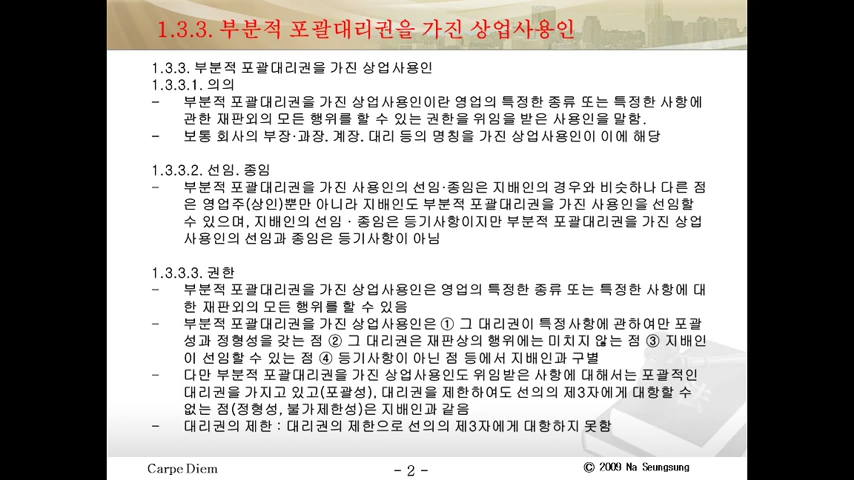 1.3.3. 부분적 포괄대리권을 가진 상업사용인
1.3.3. 부분적 포괄대리권을 가진 상업사용인
1.3.3.1. 의의
- 부분적 포괄대리권을 가진 상업사용인이란 영업의 특정한 종류 또는 특정한 사항에
관한 재판외의 모든 행위를 할 수 있는 권한을 위임을 받은 사용인을 말함.
- 보통 회사의 부장·과장. 계장. 대리 등의 명칭을 가진 상업사용인이 이에 해당
1.3.3.2. 선임. 종임
- 부분적 포괄대리권을 가진 사용인의 선임·종임은 지배인의 경우와 비슷하나 다른 점
은 영업주(상인)뿐만 아니라 지배인도 부분적 포괄대리권을 가진 사용인을 선임할
수 있으며, 지배인의 선임 · 종임은 등기사항이지만 부분적 포괄대리권을 가진 상업
사용인의 선임과 종임은 등기사항이 아님
1.3.3.3. 권한
- 부분적 포괄대리권을 가진 상업사용인은 영업의 특정한 종류 또는 특정한 사항에 대
한 재판외의 모든 행위를 할 수 있음
- 부분적 포괄대리권을 가진 상업사용인은 ① 그 대리권이 특정사항에 관하여만 포괄
성과 정형성을 갖는 점 ② 그 대리권은 재판상의 행위에는 미치지 않는 점 ③ 지배인
이 선임할 수 있는 점 ④ 등기사항이 아닌 점 등에서 지배인과 구별
- 다만 부분적 포괄대리권을 가진 상업사용인도 위임받은 사항에 대해서는 포괄적인
대리권을 가지고 있고(포괄성), 대리권을 제한하여도 선의의 제3자에게 대항할 수
없는 점(정형성, 불가제한성)은 지배인과 같음
- 대리권의 제한 : 대리권의 제한으로 선의의 제3자에게 대항하지 못함
Carpe Diem
- 2 -
© 2009 Na Seungsung